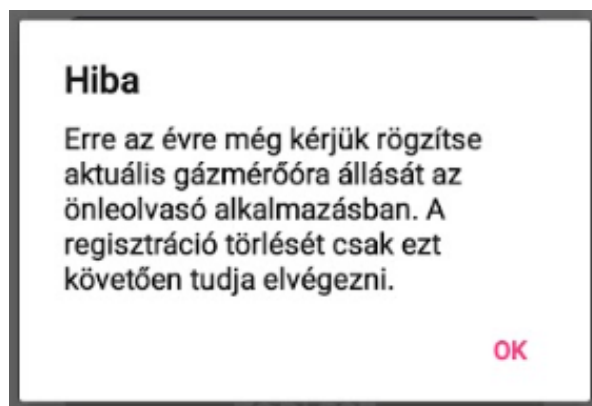 Hiba
Erre az évre még kérjük rögzítse
aktuális gázmérőóra állását az
önleolvasó alkalmazásban. A
regisztráció törlését csak ezt
követően tudja elvégezni.
OK